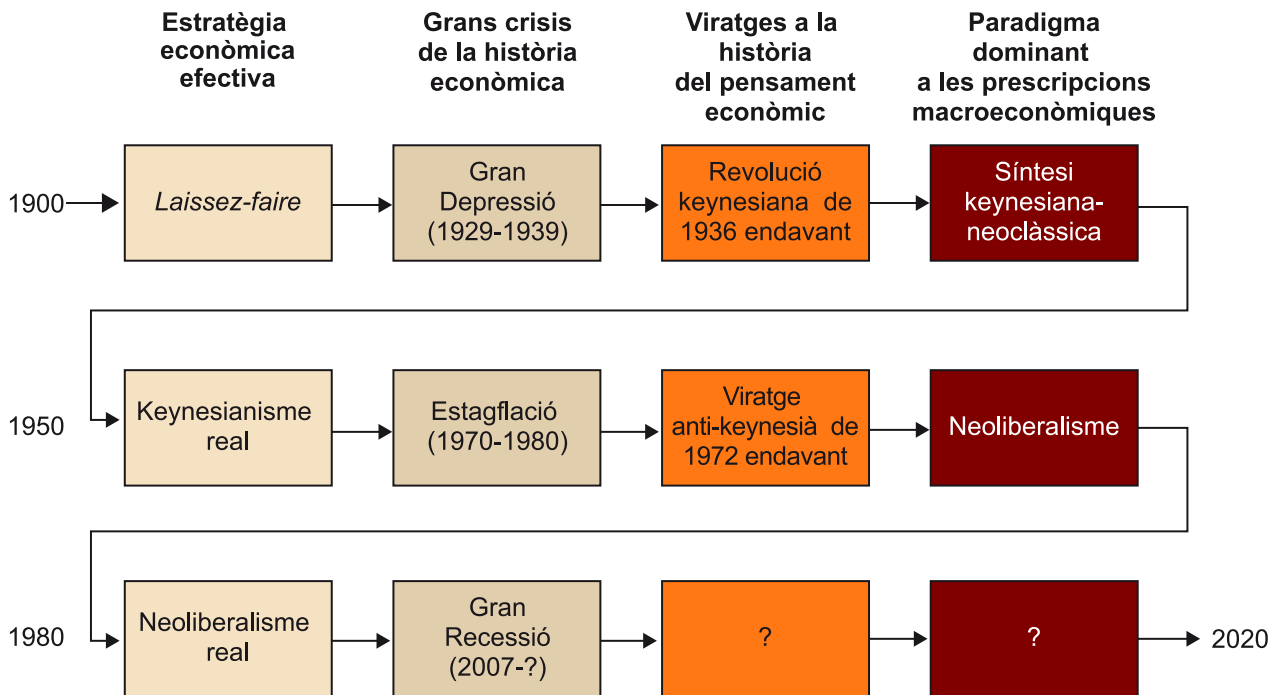 Estratègia
econòmica
efectiva
Grans crisis
de la història
econòmica
Viratges a la
història
del pensament
econòmic
Paradigma
dominant
a les prescripcions
macroeconòmiques
1900
Laissez-faire
Gran
Depressió
(1929-1939)
Revolució
keynesiana de
1936 endavant
Síntesi
keynesiana-
neoclàssica
1950
Keynesianisme
real
Estagflació
(1970-1980)
Viratge
anti-keynesià de
1972 endavant
Neoliberalisme
1980
Neoliberalisme
real
Gran
Recessió
(2007-?)
?
?
2020